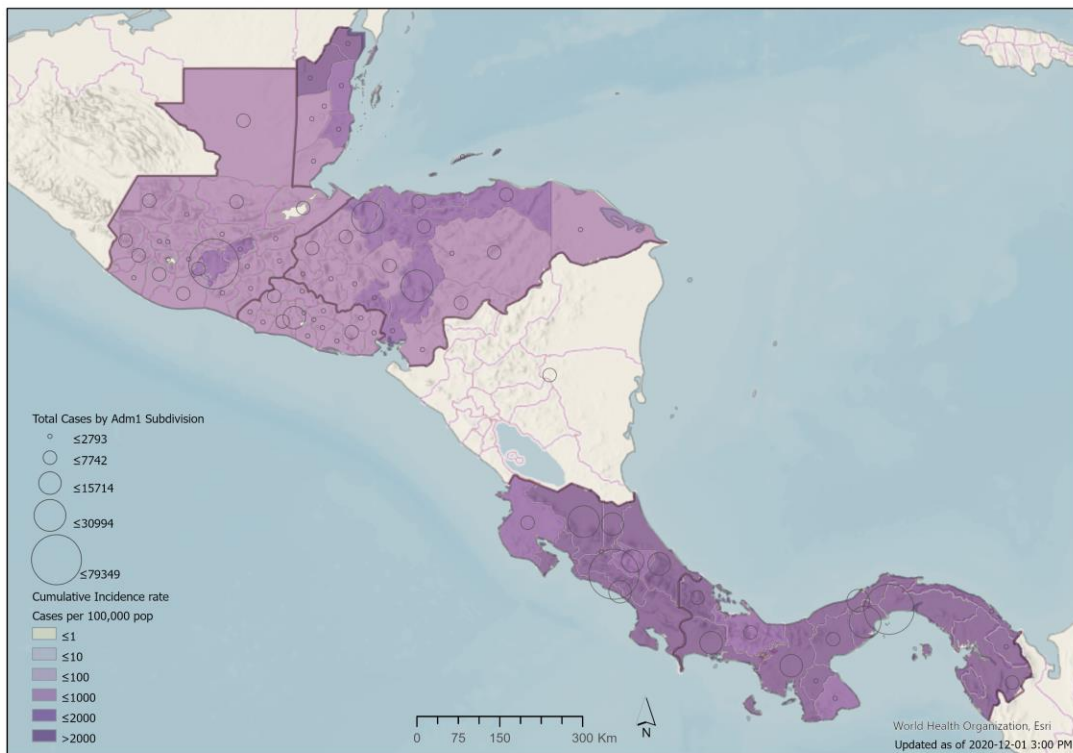 Total Cases by Adm1 Subdivision
≤2793
≤7742
≤15714
≤30994
≤79349
Cumulative Incidence rate
Cases per 100,000 pop
≤1
≤10
≤100
≤1000
≤2000
>2000
0 75 150 300 Km
N
World Health Organization, Esri
Updated as of 2020-12-01 3:00 PM